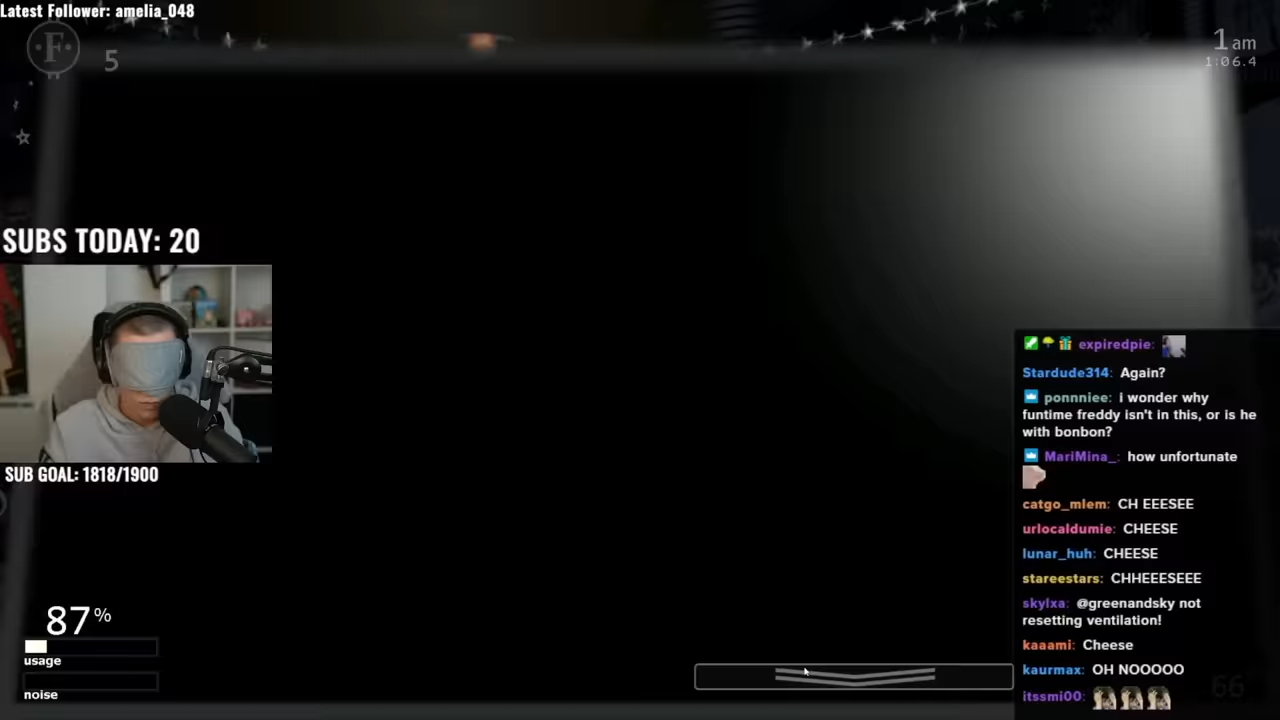 Latest Follower: amelia_048
F
5
1 am
1:06.4
SUBS TODAY: 20
SUB GOAL: 1818/1900
expiredpie:
Stardude314: Again?
ponnniee: i wonder why
funtime freddy isn't in this, or is he
with bonbon?
MariMina_: how unfortunate
catgo_mlem: CH EEESEE
urlocaldumie: CHEESE
lunar_huh: CHEESE
stareestars: CHHEEESEEE
skylxa: @greenandsky not
resetting ventilation!
kaaami: Cheese
kaurmax: OH NOOOOO
itssmi00:
87%
usage
noise
66